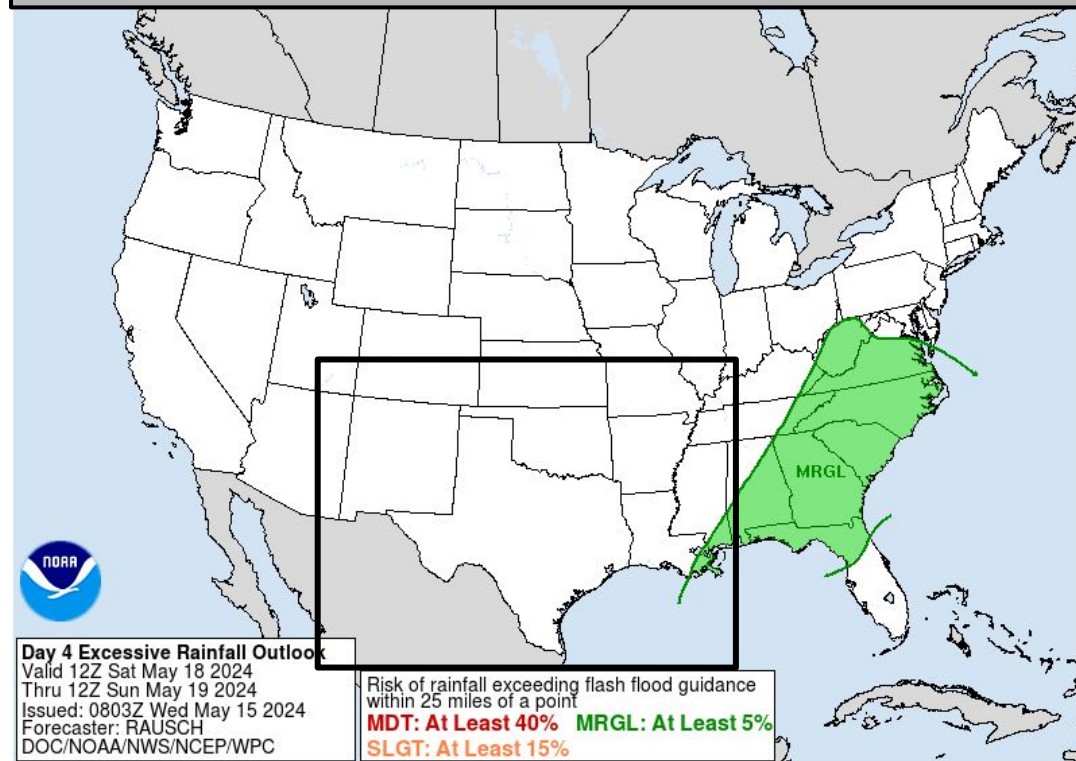 MRGL
NOAA
Day 4 Excessive Rainfall Outlook
Valid 12Z Sat May 18 2024
Thru 12Z Sun May 19 2024
Issued: 0803Z Wed May 15 2024
Forecaster: RAUSCH
DOC/NOAA/NWS/NCEP/WPC
Risk of rainfall exceeding flash flood guidance
within 25 miles of a point
MDT: At Least 40% MRGL: At Least 5%
SLGT: At Least 15%